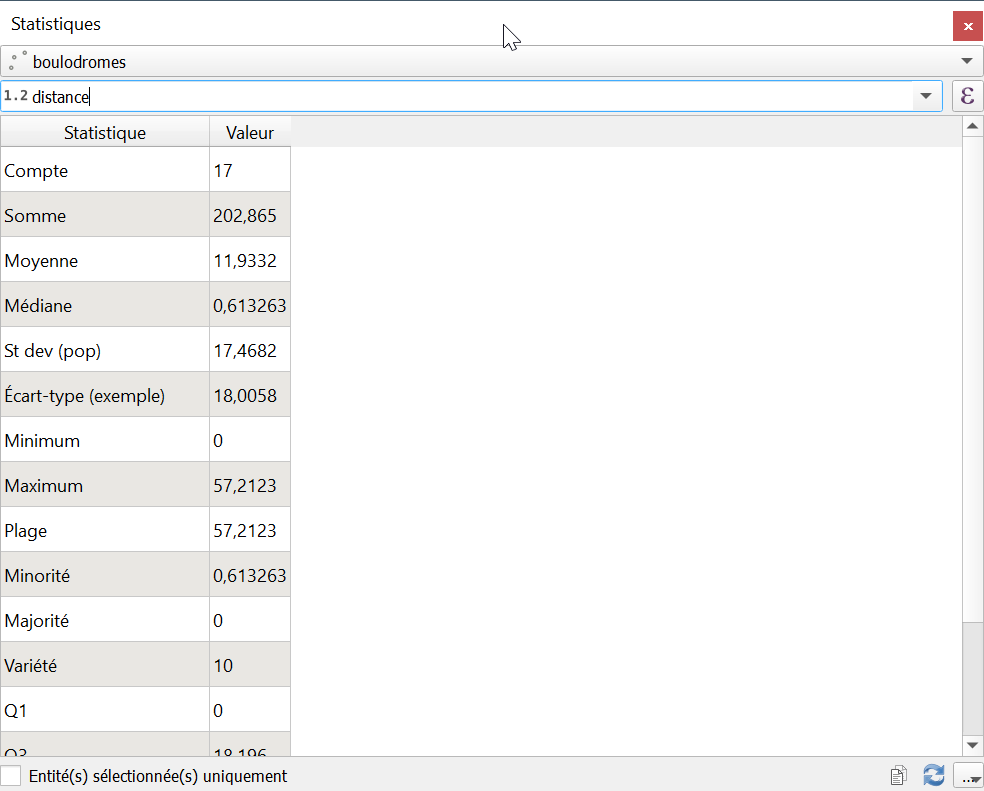 Statistiques
boulodromes
1.2 distance
ε
Statistique Valeur
Compte 17
Somme 202,865
Moyenne 11,9332
Médiane 0,613263
St dev (pop) 17,4682
Écart-type (exemple) 18,0058
Minimum 0
Maximum 57,2123
Plage 57,2123
Minorité 0,613263
Majorité 0
Variété 10
Q1 0
Q3 18,196
Entité(s) sélectionnée(s) uniquement
...